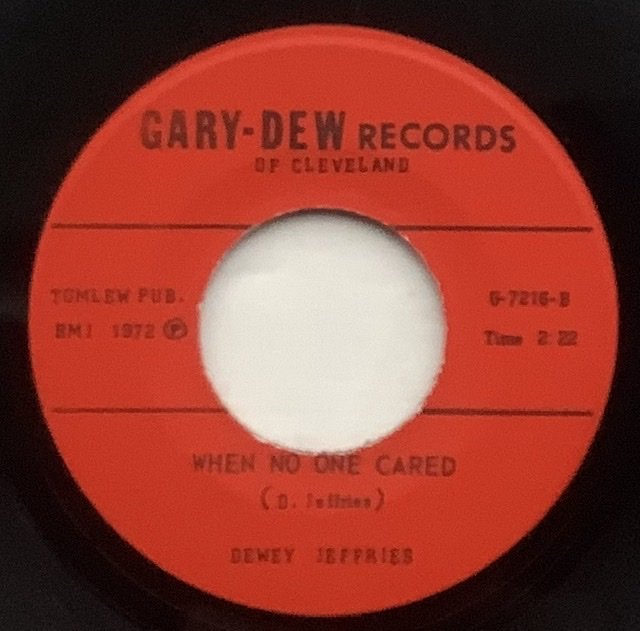 GARY-DEW RECORDS
OF CLEVELAND
TOMLEW PUB.
BMI 1972 ℗
G-7216-B
Time 2:22
WHEN NO ONE CARED
(D. Jeffries)
DEWEY JEFFRIES